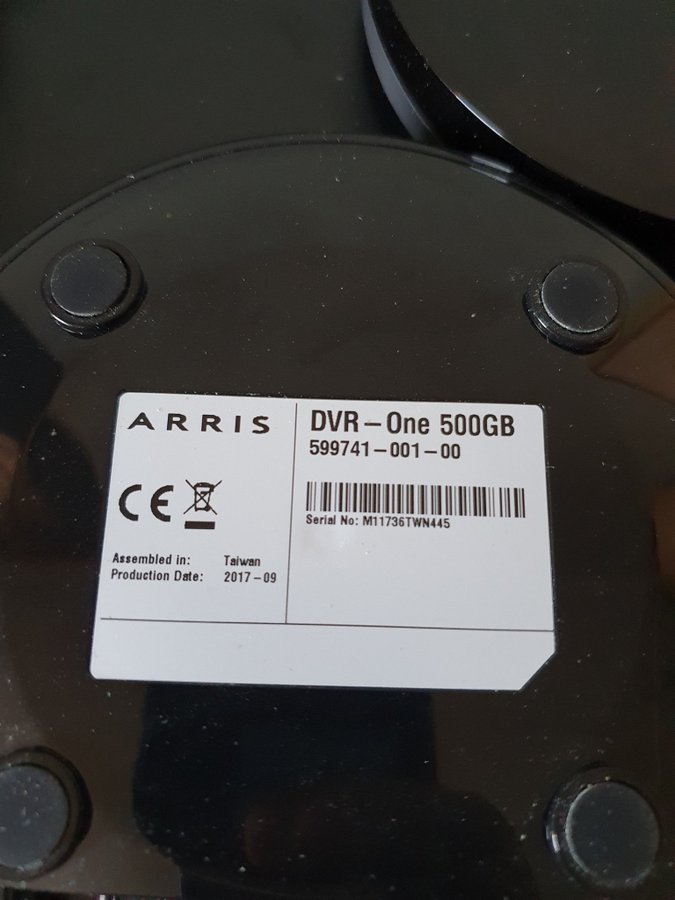 ARRIS
DVR-One 500GB
599741-001-00
CE
Serial No: M11736TWN445
Assembled in: Taiwan
Production Date: 2017-09